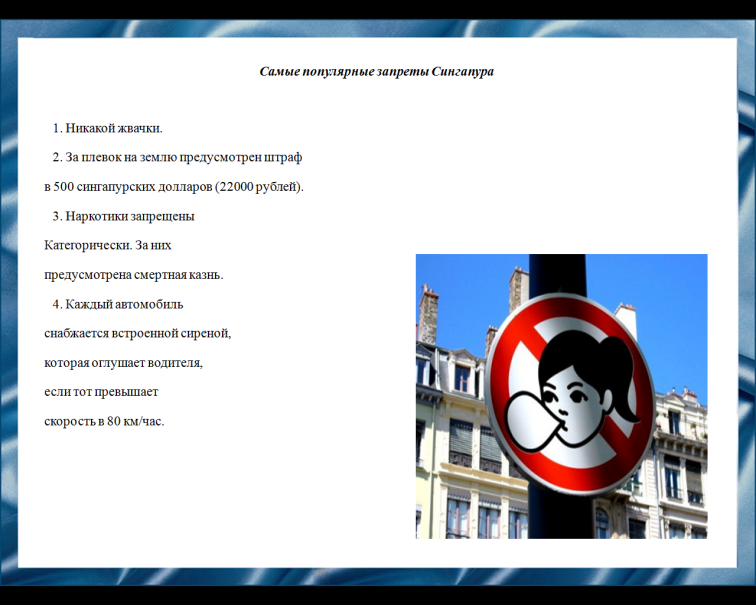 Самые популярные запреты Сингапура
1. Никакой жвачки.
2. За плевок на землю предусмотрен штраф
в 500 сингапурских долларов (22000 рублей).
3. Наркотики запрещены
Категорически. За них
предусмотрена смертная казнь.
4. Каждый автомобиль
снабжается встроенной сиреной,
которая оглушает водителя,
если тот превышает
скорость в 80 км/час.